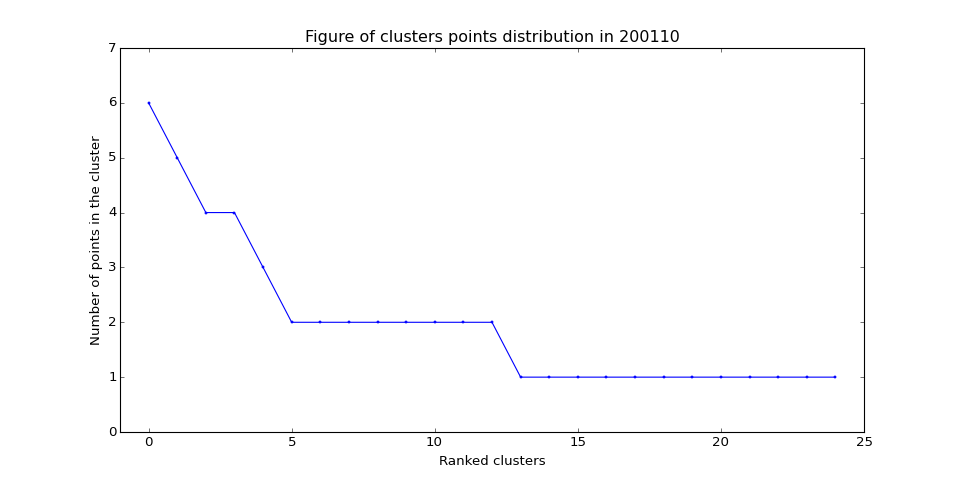 Figure of clusters points distribution in 200110
7
6
5
4
3
2
1
0
Number of points in the cluster
0 5 10 15 20 25
Ranked clusters